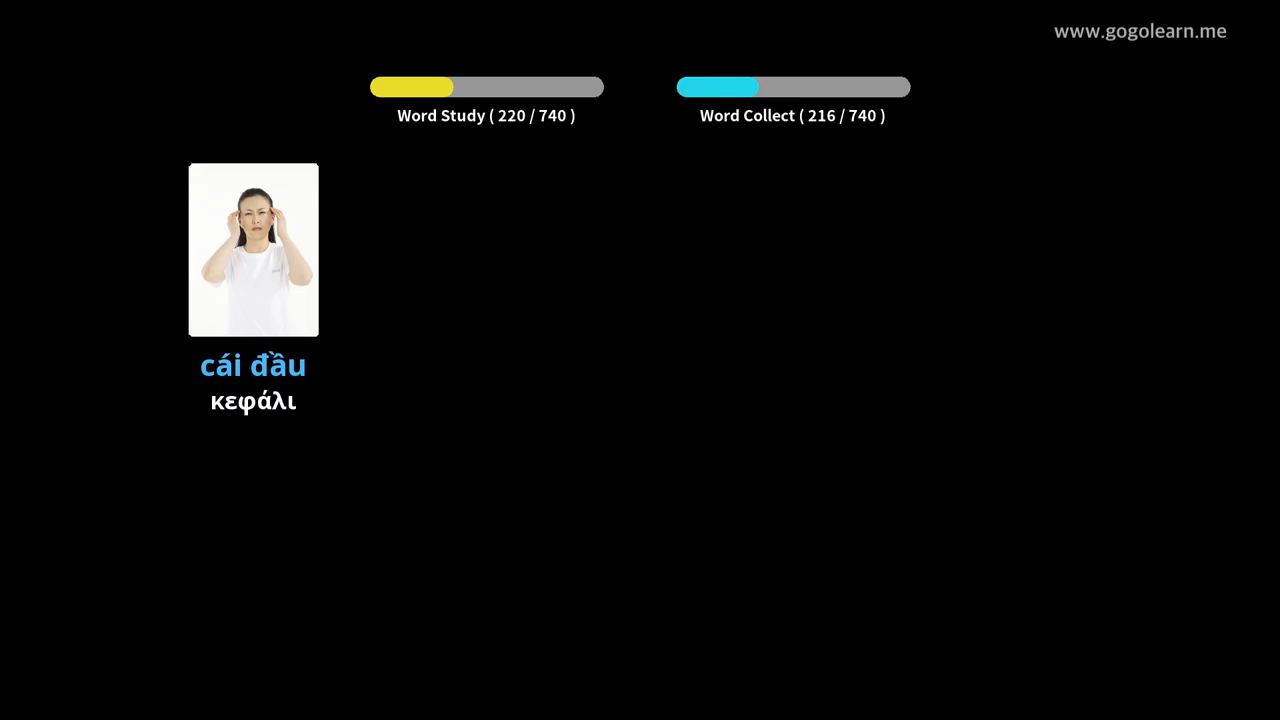 www.gogolearn.me
Word Study ( 220 / 740 )
Word Collect ( 216 / 740 )
cái đầu
κεφάλι